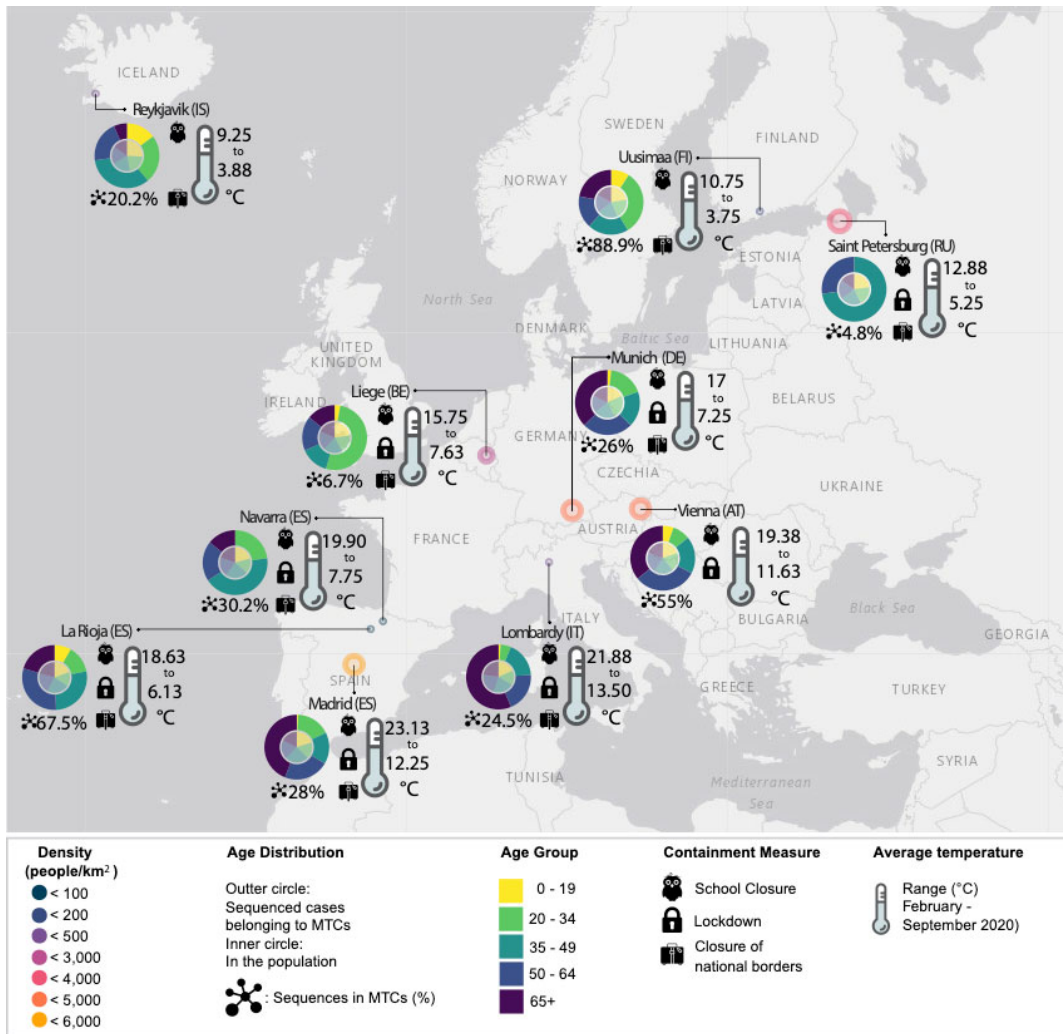 ICELAND
Reykjavik (IS)
9.25
to
3.88
°C
20.2%
SWEDEN
FINLAND
NORWAY
Uusimaa (FI)
10.75
to
3.75
°C
88.9%
ESTONIA
Saint Petersburg (RU)
12.88
to
5.25
°C
4.8%
LATVIA
North Sea
DENMARK
Baltic Sea
LITHUANIA
UNITED
KINGDOM
Munich (DE)
17
to
7.25
°C
26%
BELARUS
Liege (BE)
IRELAND
15.75
to
7.63
°C
6.7%
GERMANY
CZECHIA
UKRAINE
Navarra (ES)
19.90
to
7.75
°C
30.2%
FRANCE
AUSTRIA
Vienna (AT)
19.38
to
11.63
°C
55%
ITALY
BULGARIA
Black Sea
GEORGIA
La Rioja (ES)
18.63
to
6.13
°C
67.5%
Lombardy (IT)
21.88
to
13.50
°C
24.5%
SPAIN
GREECE
TURKEY
Madrid (ES)
23.13
to
12.25
°C
28%
TUNISIA
Mediterranean
Sea
SYRIA
Density
(people/km²)
< 100
< 200
< 500
< 3,000
< 4,000
< 5,000
< 6,000
Age Distribution
Outter circle:
Sequenced cases
belonging to MTCs
Inner circle:
In the population
: Sequences in MTCs (%)
Age Group
0 - 19
20 - 34
35 - 49
50 - 64
65+
Containment Measure
School Closure
Lockdown
Closure of
national borders
Average temperature
Range (°C)
February -
September 2020)